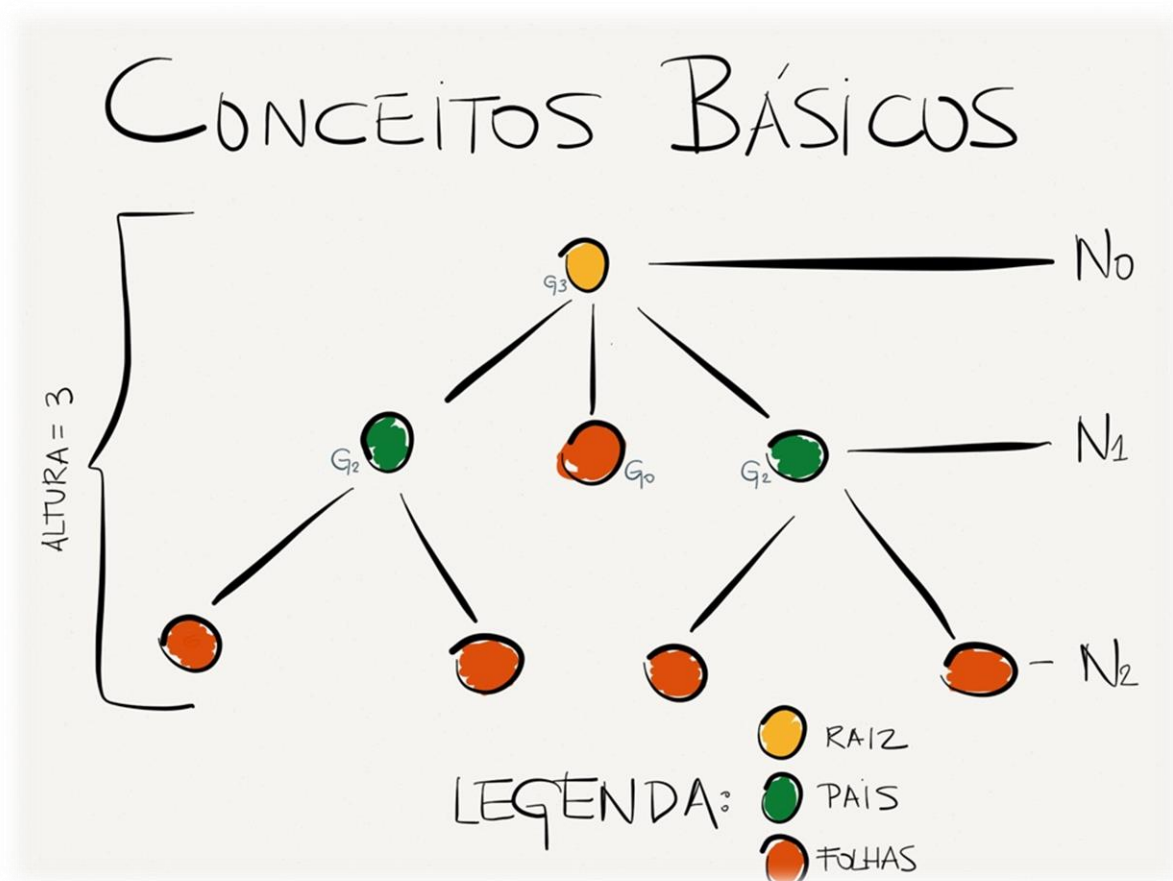 CONCEITOS BÁSICOS
G3
N0
ALTURA = 3
G2
G0
G2
N1
N2
RAIZ
LEGENDA:
PAIS
FOLHAS